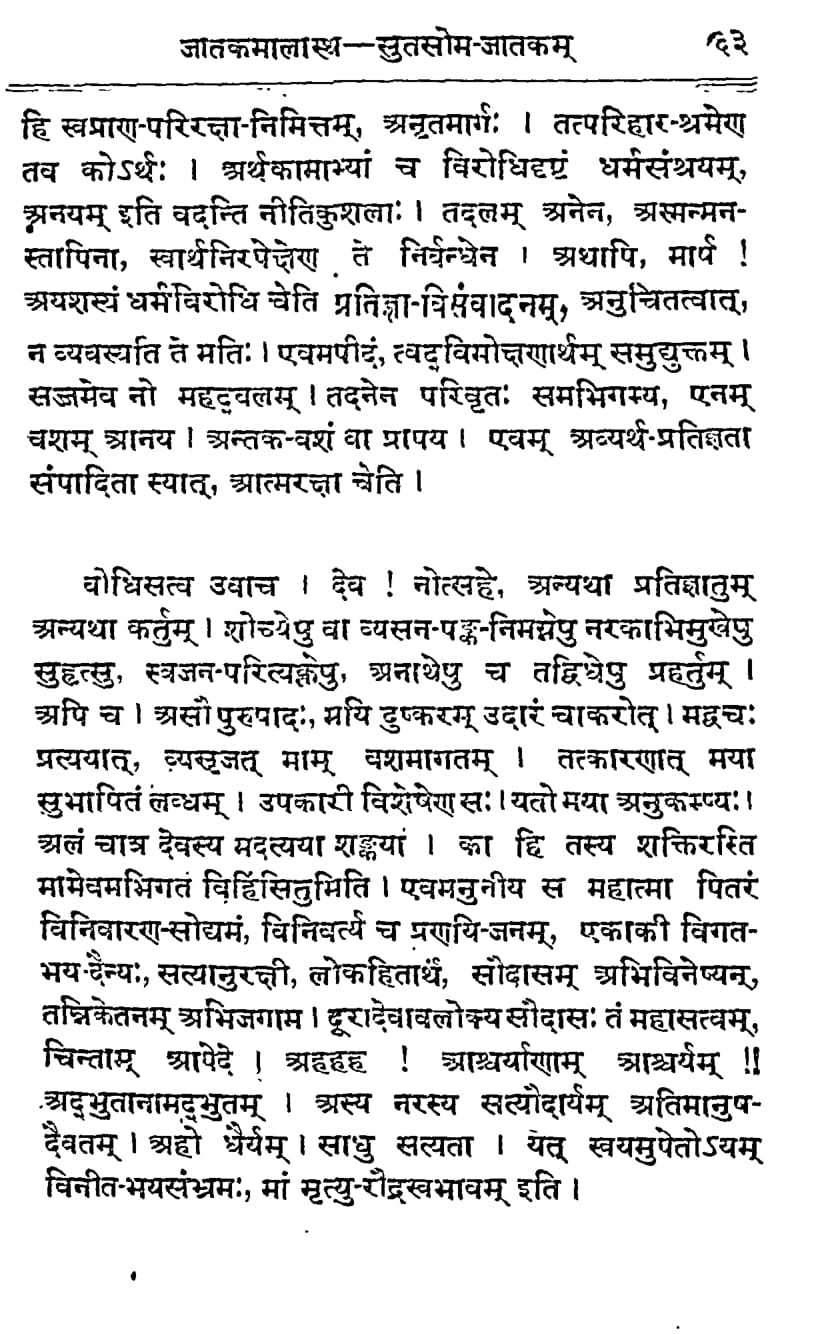 जातकमालास्थ—सुतसोम-जातकम् ६३
हि स्वप्राण-परिरक्षा-निमित्तम्, अनृतमार्गः । तत्परिहार-श्रमेण
तव कोऽर्थः । अर्थकामाभ्यां च विरोधिदृष्टं धर्मसंश्रयम्,
अनयम् इति वदन्ति नीतिकुशलाः । तदलम् अनेन, अस्मन्मन-
स्तापिना, स्वार्थनिरपेक्षेण ते निर्बन्धेन । अथापि, मार्ष !
अयशस्यं धर्मविरोधि चेति प्रतिज्ञा-विसंवादनम्, अनुचितत्वात्,
न व्यवस्यति ते मतिः । एवमपीदं, त्वद्विमोक्षणार्थम् समुद्युक्तम् ।
सज्जमेव नो महद्बलम् । तदनेन परिवृतः समभिगम्य, एनम्
वशम् आनय । अन्तक-वशं वा प्रापय । एवम् अव्यर्थ-प्रतिज्ञता
संपादिता स्यात्, आत्मरक्षा चेति ।
बोधिसत्व उवाच । देव ! नोत्सहे, अन्यथा प्रतिज्ञातुम्
अन्यथा कर्तुम् । शोच्येषु वा व्यसन-पङ्क-निमग्नेषु नरकाभिमुखेषु
सुहृत्सु, स्वजन-परित्यक्तेषु, अनाथेषु च तद्विधेषु प्रहर्तुम् ।
अपि च । असौ पुरुषादः, मयि दुष्करम् उदारं चाकरोत् । मद्वचः
प्रत्ययात्, व्यसृजत् माम् वशमागतम् । तत्कारणात् मया
सुभाषितं लब्धम् । उपकारी विशेषेण सः । यतो मया अनुकम्प्यः ।
अलं चात्र देवस्य मदत्यया शङ्कया । का हि तस्य शक्तिरस्ति
मामेवमभिगतं विहिंसितुमिति । एवमनुनीय स महात्मा पितरं
विनिवारण-सोद्यमं, विनिवर्त्य च प्रणयि-जनम्, एकाकी विगत-
भय-दैन्यः, सत्यानुरक्षी, लोकहितार्थं, सौदासम् अभिविनेष्यन्,
तन्निकेतनम् अभिजगाम । दूरादेवावलोक्य सौदासः तं महासत्वम्,
चिन्ताम् आपेदे । अहहह ! आश्चर्याणाम् आश्चर्यम् !!
अद्भुतानामद्भुतम् । अस्य नरस्य सत्यौदार्यम् अतिमानुष-
दैवतम् । अहो धैर्यम् । साधु सत्यता । यत् स्वयमुपेतोऽयम्
विनीत-भयसंभ्रमः, मां मृत्यु-रौद्रस्वभावम् इति ।